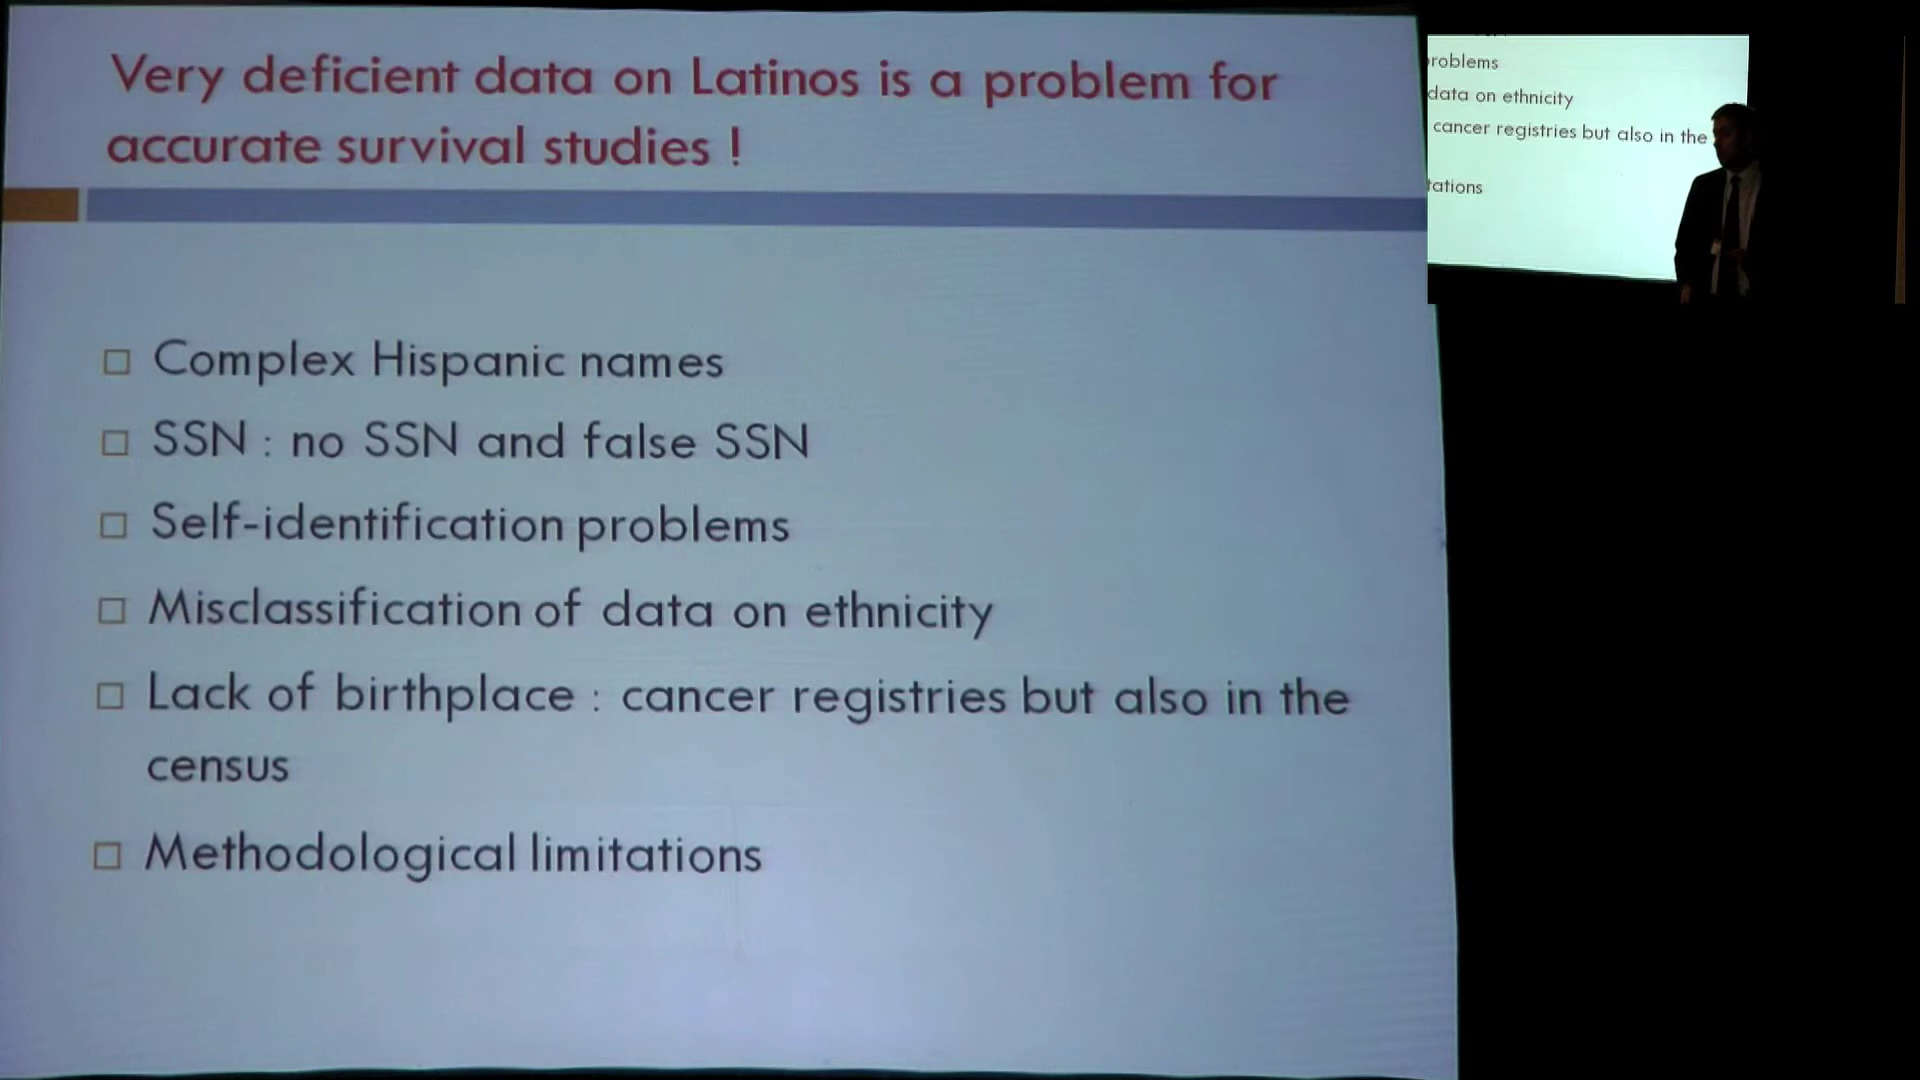 Very deficient data on Latinos is a problem for
accurate survival studies !
Complex Hispanic names
SSN : no SSN and false SSN
Self-identification problems
Misclassification of data on ethnicity
Lack of birthplace : cancer registries but also in the
census
Methodological limitations
roblems
data on ethnicity
cancer registries but also in the
tations